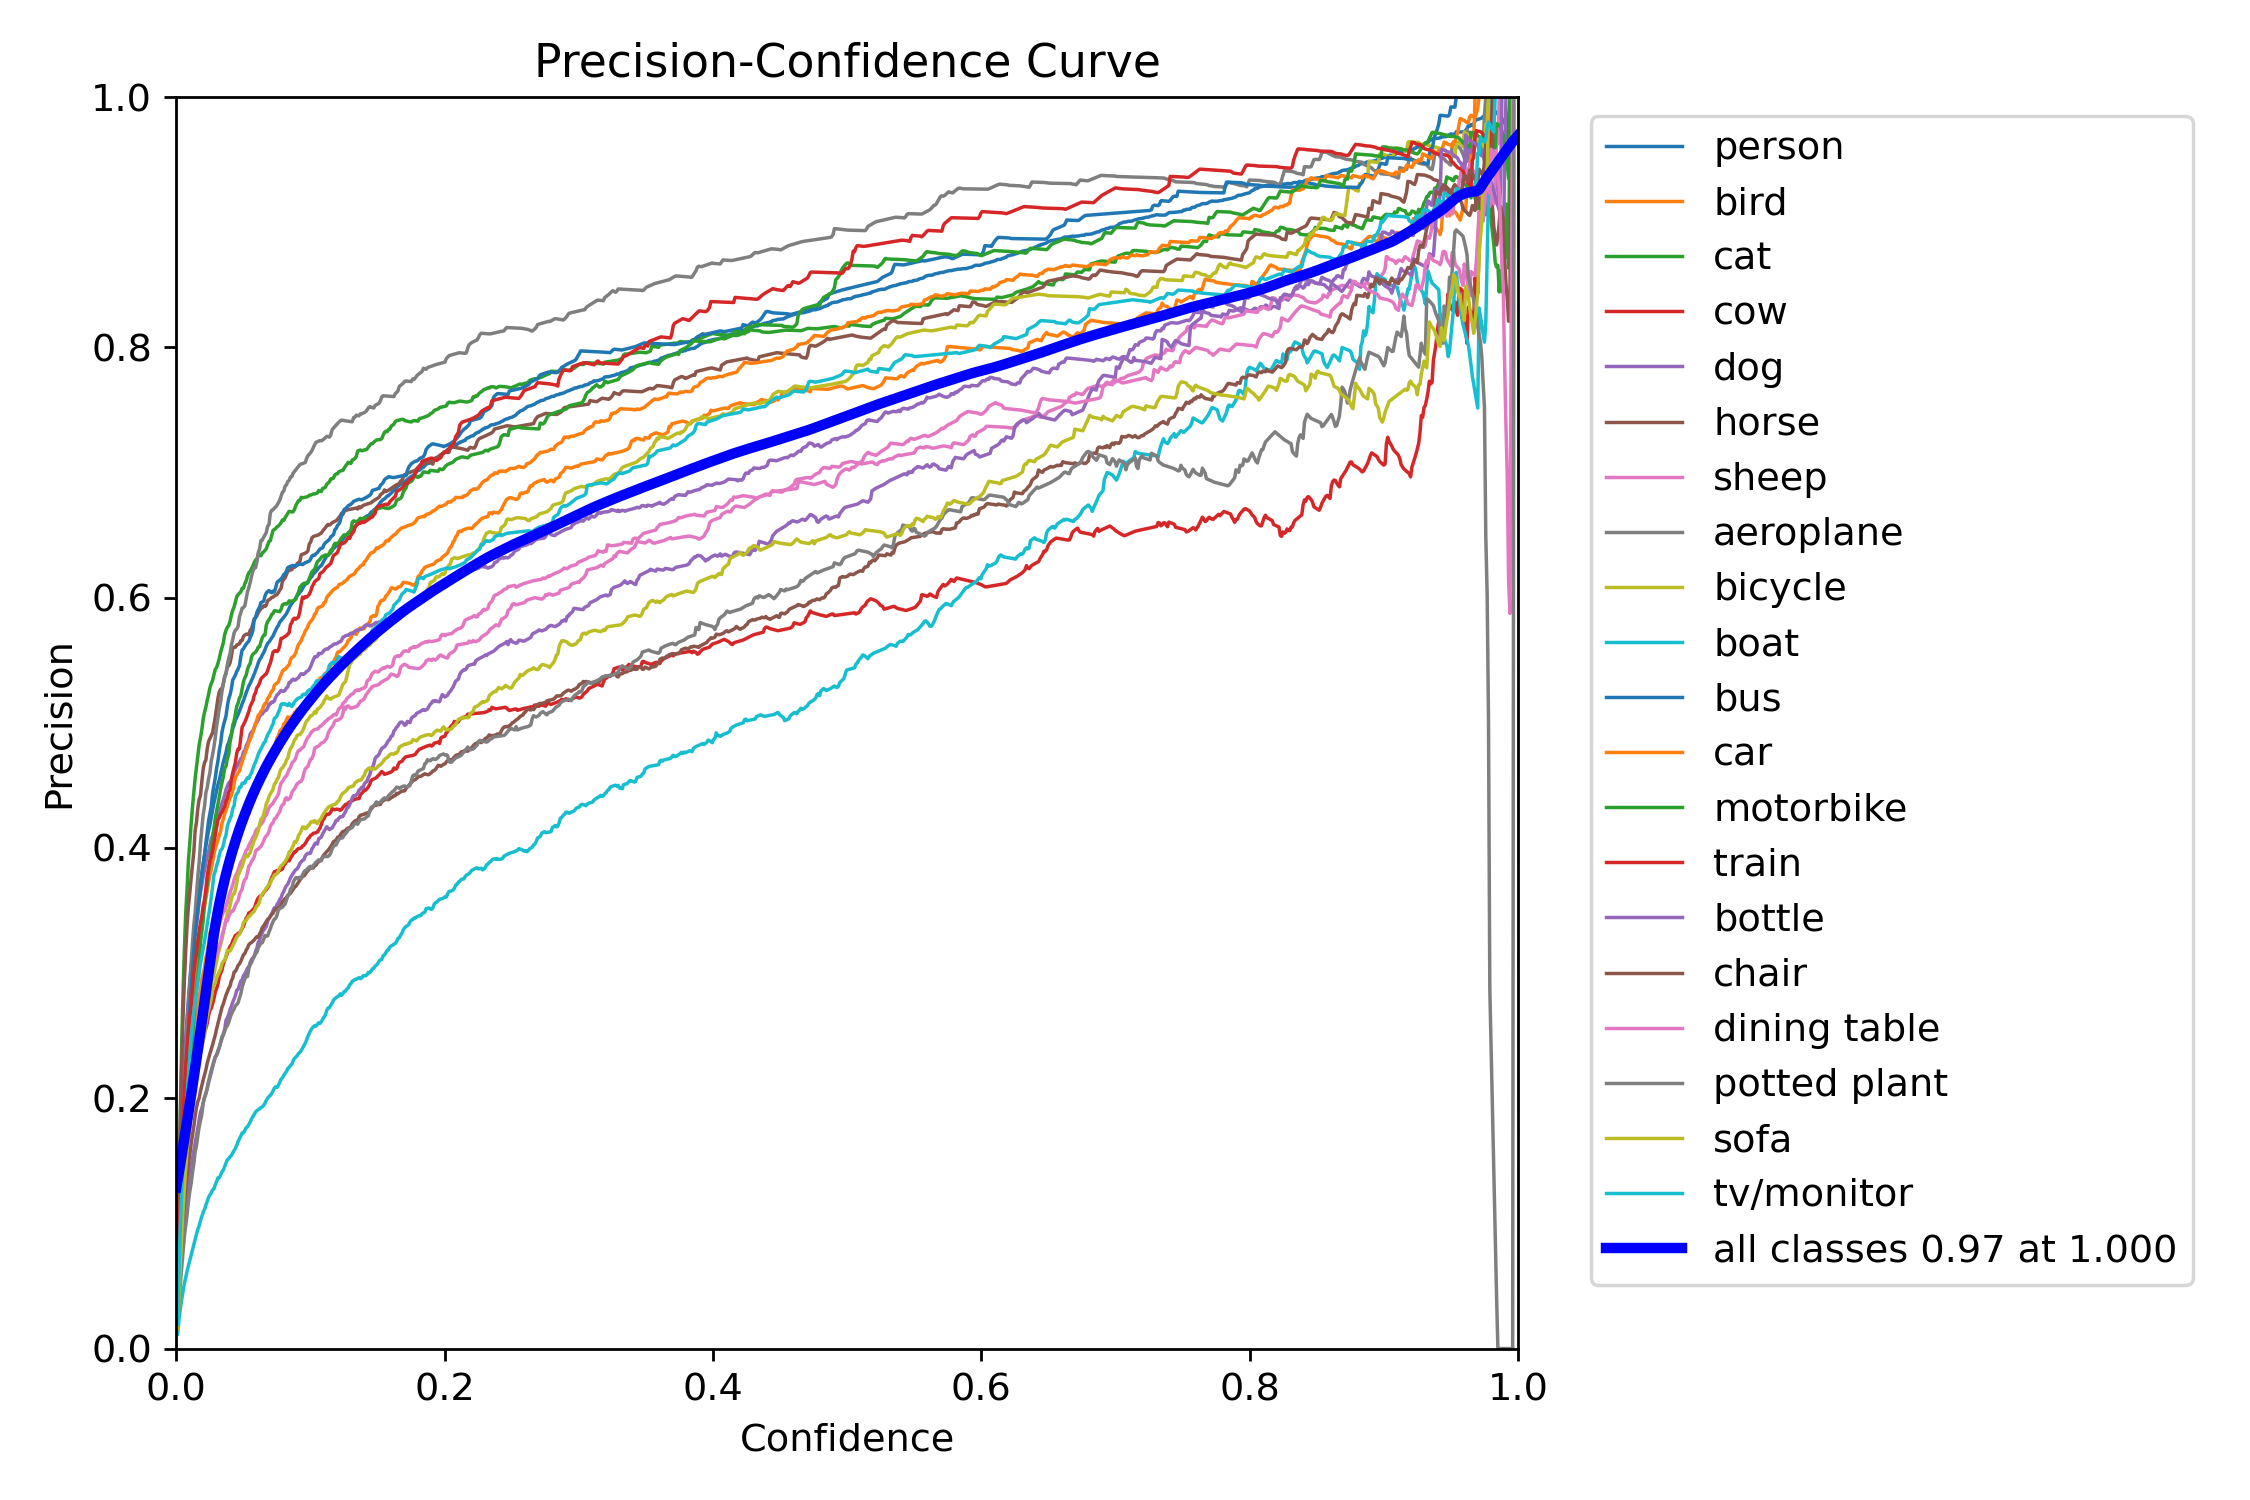 Precision-Confidence Curve
1.0
0.8
0.6
0.4
0.2
0.0
Precision
0.0 0.2 0.4 0.6 0.8 1.0
Confidence
person
bird
cat
cow
dog
horse
sheep
aeroplane
bicycle
boat
bus
car
motorbike
train
bottle
chair
dining table
potted plant
sofa
tv/monitor
all classes 0.97 at 1.000